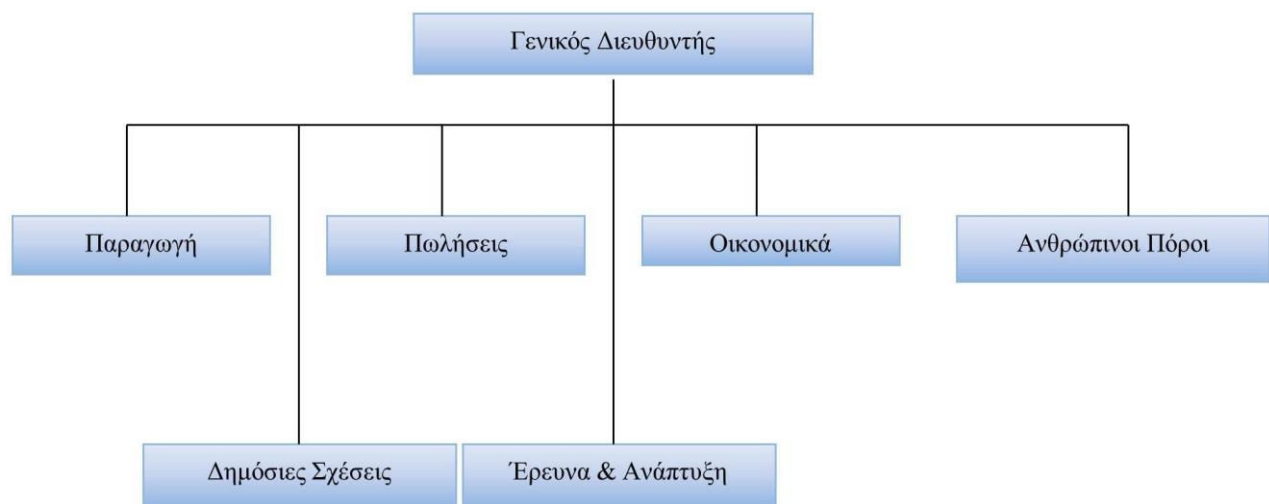 Γενικός Διευθυντής
Παραγωγή
Πωλήσεις
Οικονομικά
Ανθρώπινοι Πόροι
Δημόσιες Σχέσεις
Έρευνα & Ανάπτυξη